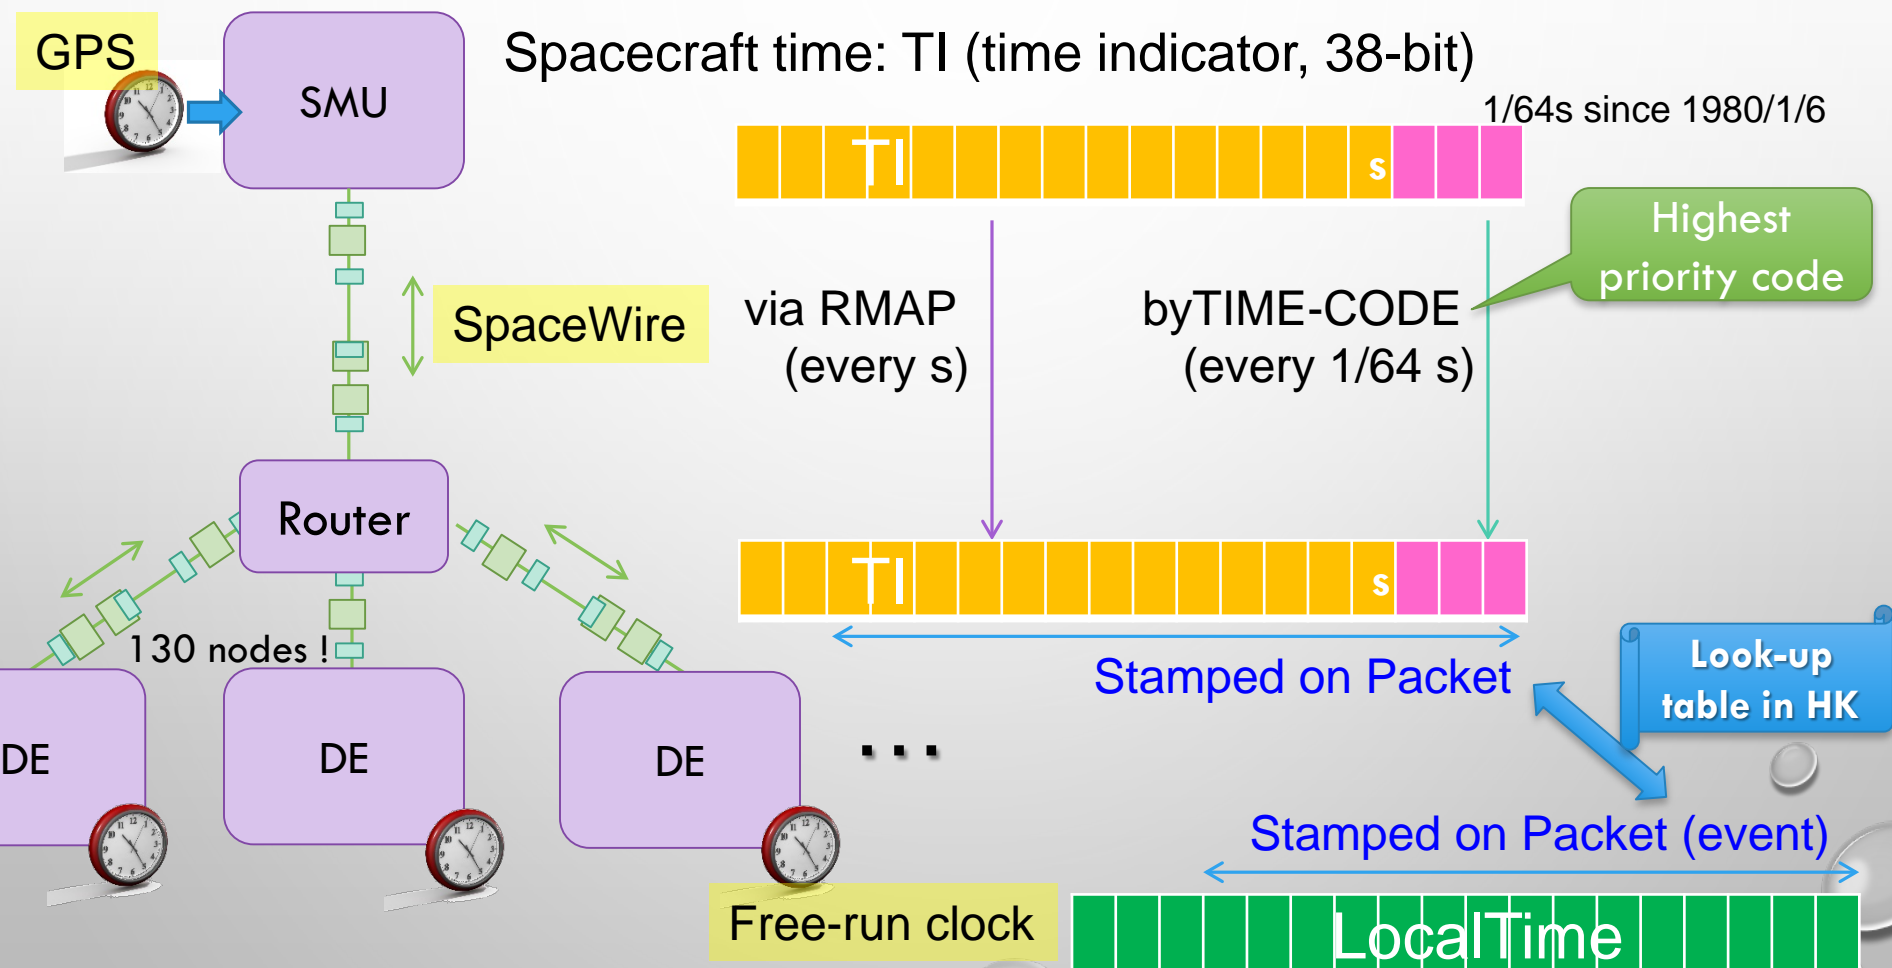 GPS
SMU
Spacecraft time: TI (time indicator, 38-bit)
1/64s since 1980/1/6
TI
s
Highest
priority code
SpaceWire
via RMAP
(every s)
byTIME-CODE
(every 1/64 s)
Router
TI
s
130 nodes !
Stamped on Packet
Look-up
table in HK
DE
DE
DE
...
Stamped on Packet (event)
Free-run clock
LocalTime